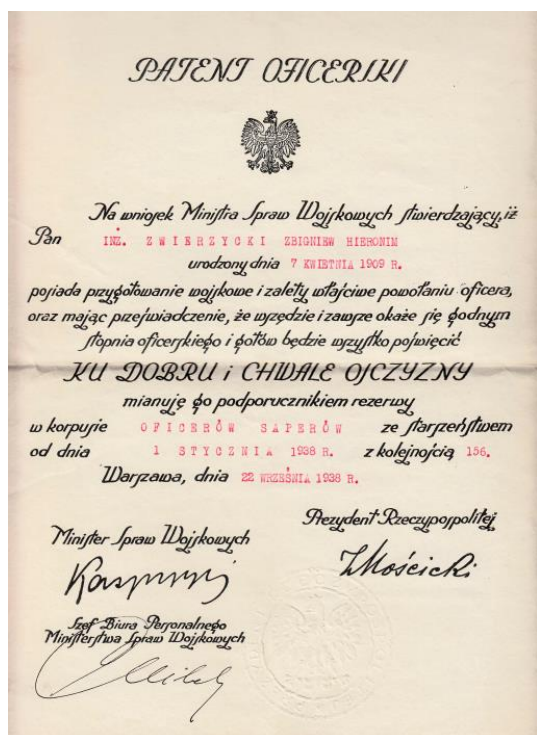 PATENT OFICERSKI
Na wniosek Ministra Spraw Wojskowych stwierdzający, iż
Pan INŻ. ZWIERZYCKI ZBIGNIEW HIERONIM
urodzony dnia 7 KWIETNIA 1909 R.
posiada przygotowanie wojskowe i zalety właściwe powołaniu oficera,
oraz mając przeświadczenie, że wszędzie i zawsze okaże się godnym
stopnia oficerskiego i gotów będzie wszystko poświęcić
KU DOBRU i CHWALE OJCZYZNY
mianuję go podporucznikiem rezerwy
w korpusie OFICERÓW SAPERÓW ze starszeństwem
od dnia 1 STYCZNIA 1938 R. z kolejnością 156.
Warszawa, dnia 22 WRZEŚNIA 1938 R.
Prezydent Rzeczypospolitej
IMościcki
Minister Spraw Wojskowych
Kasprzycki
Szef Biura Personalnego
Ministerstwa Spraw Wojskowych